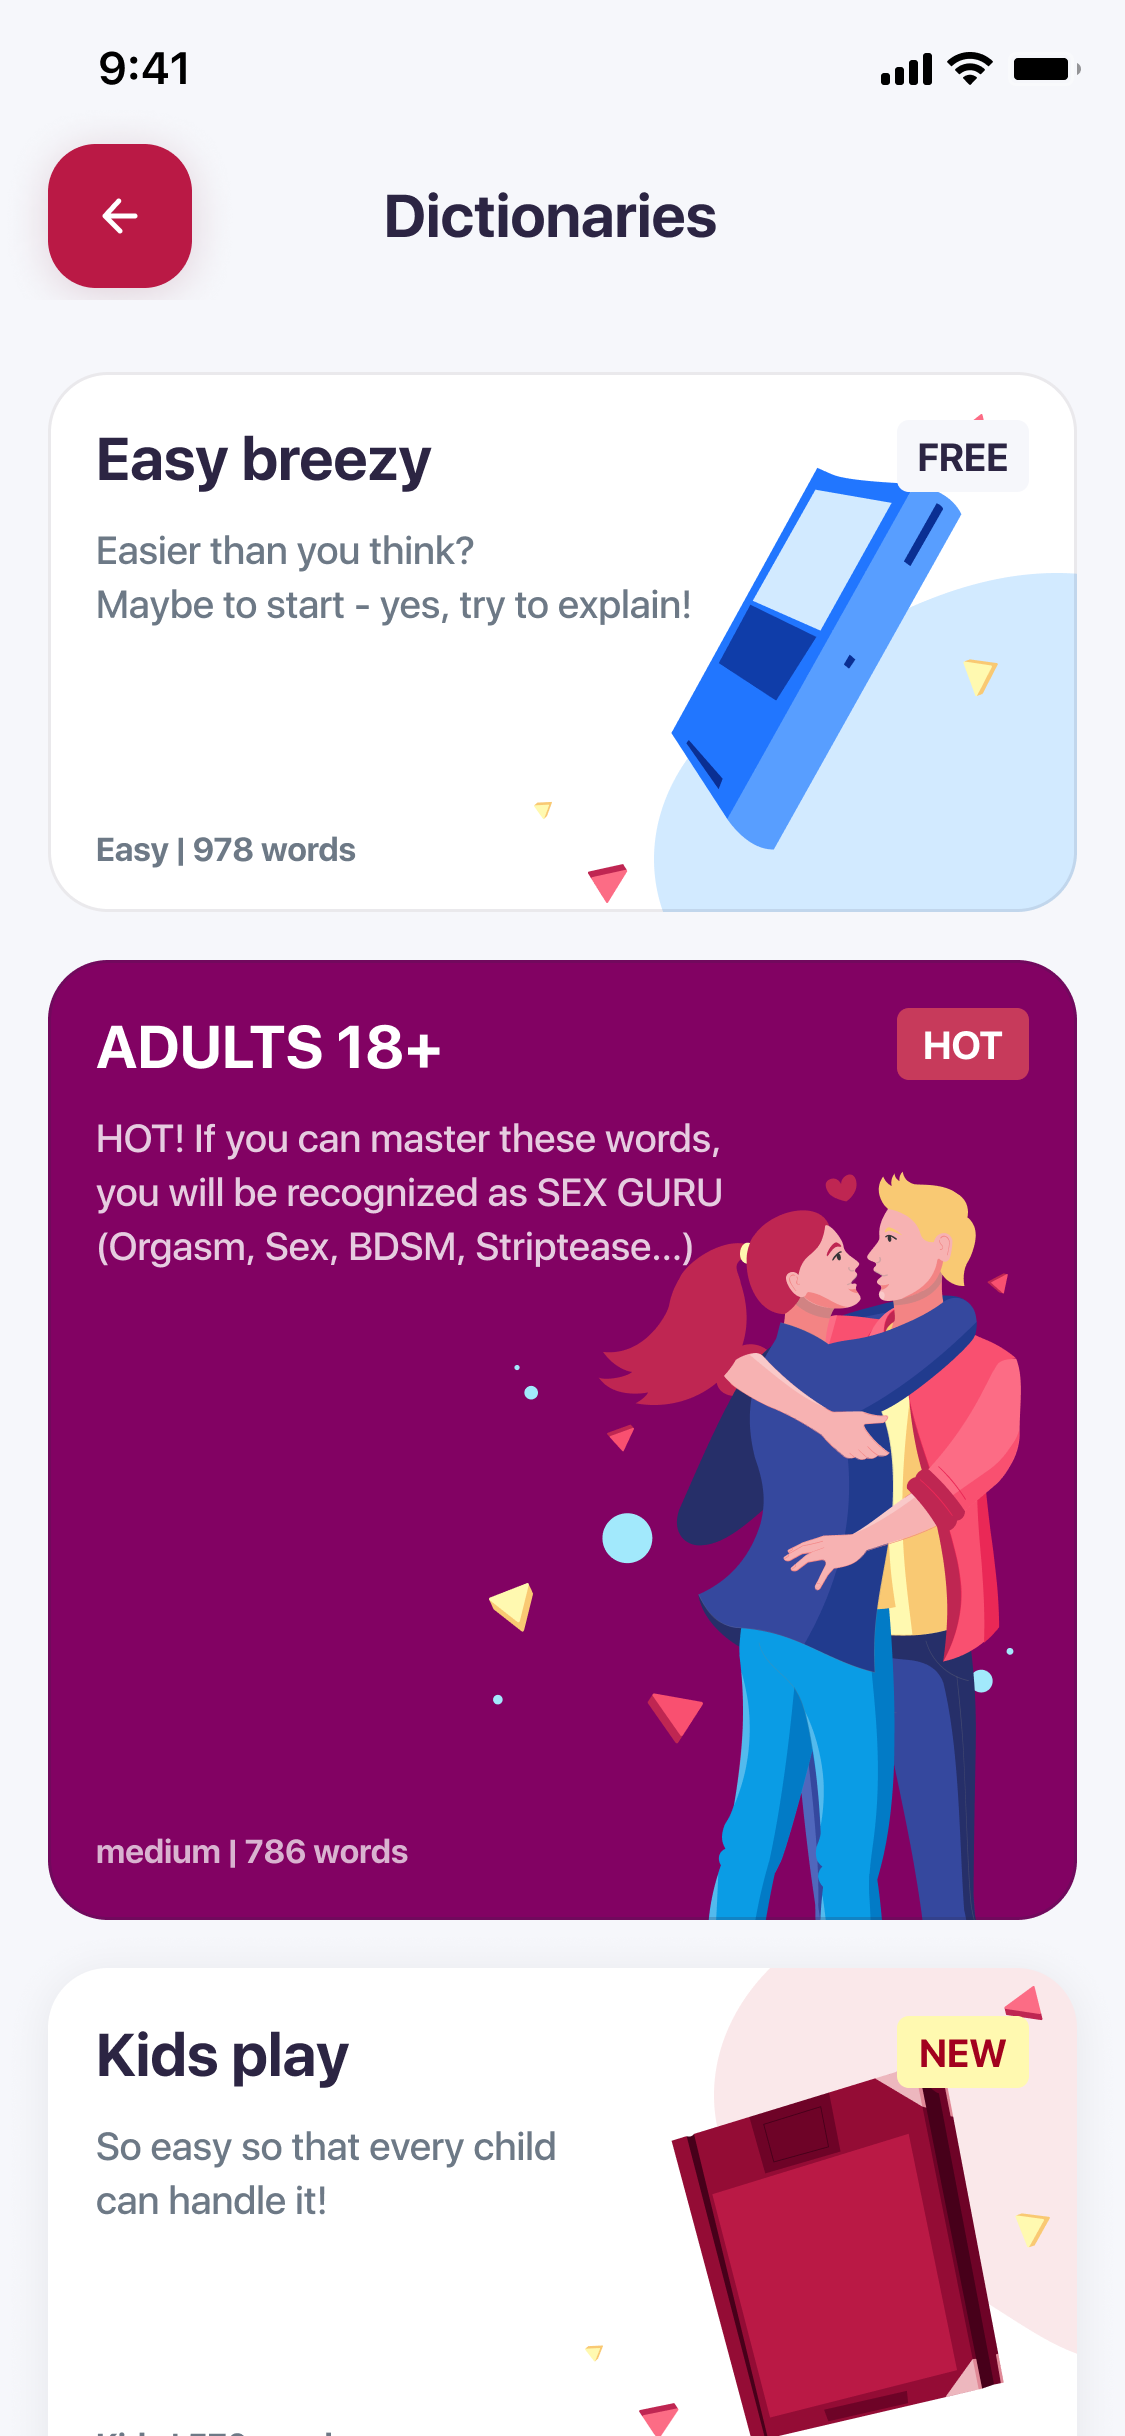 9:41
Dictionaries
Easy breezy
FREE
Easier than you think?
Maybe to start - yes, try to explain!
Easy | 978 words
ADULTS 18+
HOT
HOT! If you can master these words,
you will be recognized as SEX GURU
(Orgasm, Sex, BDSM, Striptease...)
medium | 786 words
Kids play
NEW
So easy so that every child
can handle it!